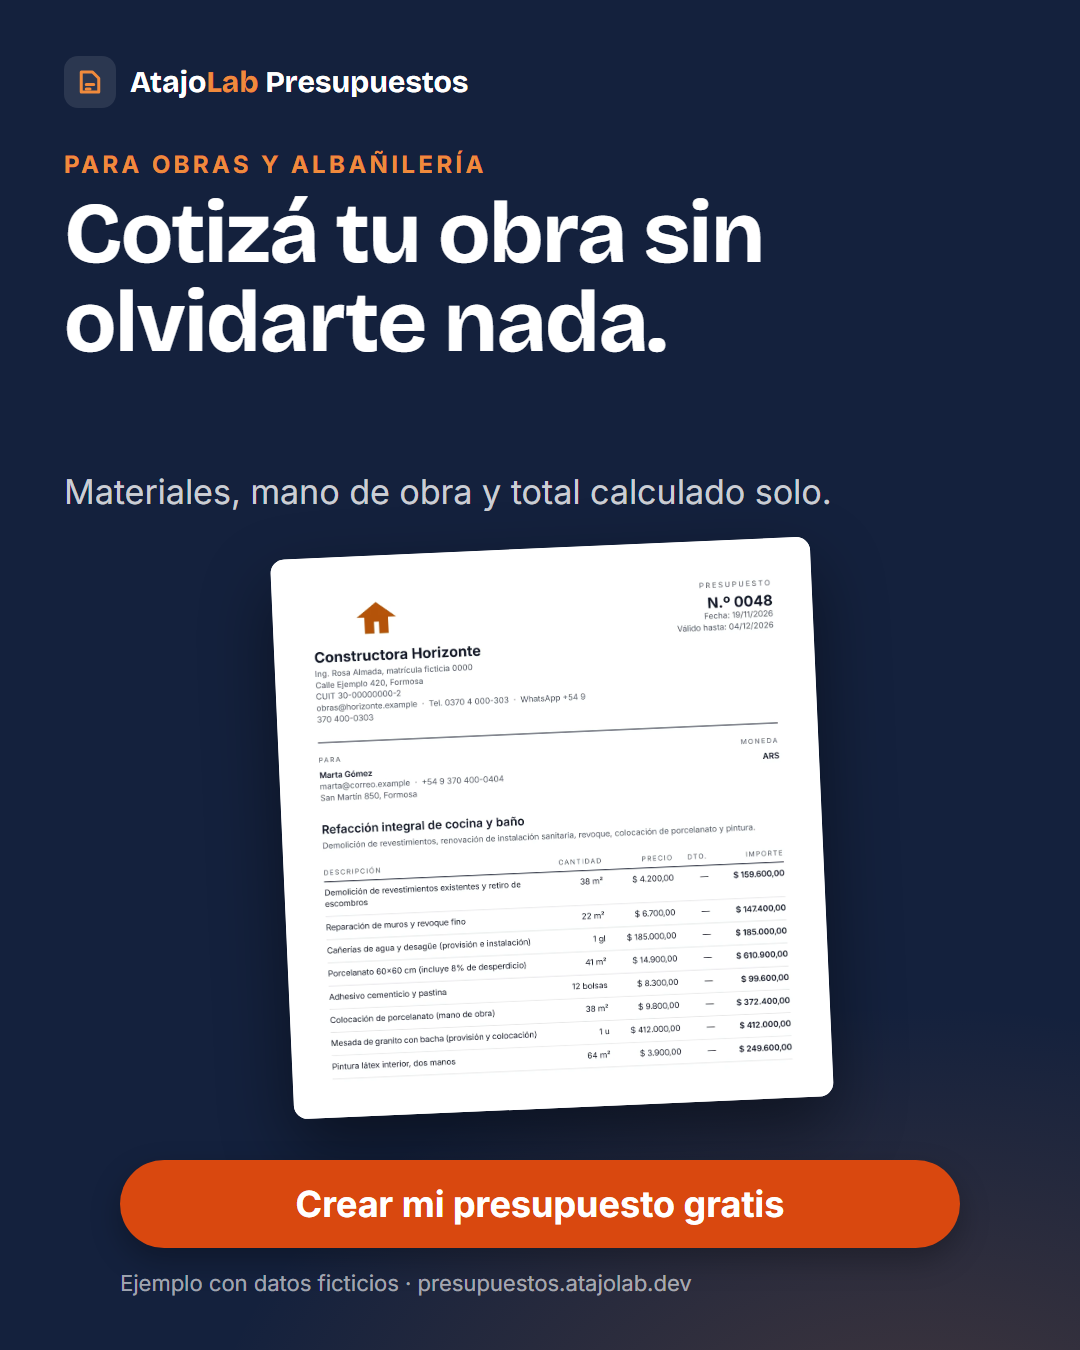 AtajoLab Presupuestos
PARA OBRAS Y ALBAÑILERÍA
Cotizá tu obra sin
olvidarte nada.
Materiales, mano de obra y total calculado solo.
PRESUPUESTO
N.º 0048
Fecha: 19/11/2026
Válido hasta: 04/12/2026
Constructora Horizonte
Ing. Rosa Almada, matrícula ficticia 0000
Calle Ejemplo 420, Formosa
CUIT 30-00000000-2
obras@horizonte.example · Tel. 0370 4 000-303 · WhatsApp +54 9
370 400-0303
PARA
MONEDA
Marta Gómez
ARS
marta@correo.example · +54 9 370 400-0404
San Martín 850, Formosa
Refacción integral de cocina y baño
Demolición de revestimientos, renovación de instalación sanitaria, revoque, colocación de porcelanato y pintura.
DESCRIPCIÓN CANTIDAD PRECIO DTO. IMPORTE
Demolición de revestimientos existentes y retiro de 38 m² $ 4.200,00 — $ 159.600,00
escombros
Reparación de muros y revoque fino 22 m² $ 6.700,00 — $ 147.400,00
Cañerías de agua y desagüe (provisión e instalación) 1 gl $ 185.000,00 — $ 185.000,00
Porcelanato 60×60 cm (incluye 8% de desperdicio) 41 m² $ 14.900,00 — $ 610.900,00
Adhesivo cementicio y pastina 12 bolsas $ 8.300,00 — $ 99.600,00
Colocación de porcelanato (mano de obra) 38 m² $ 9.800,00 — $ 372.400,00
Mesada de granito con bacha (provisión y colocación) 1 u $ 412.000,00 — $ 412.000,00
Pintura látex interior, dos manos 64 m² $ 3.900,00 — $ 249.600,00
Crear mi presupuesto gratis
Ejemplo con datos ficticios · presupuestos.atajolab.dev